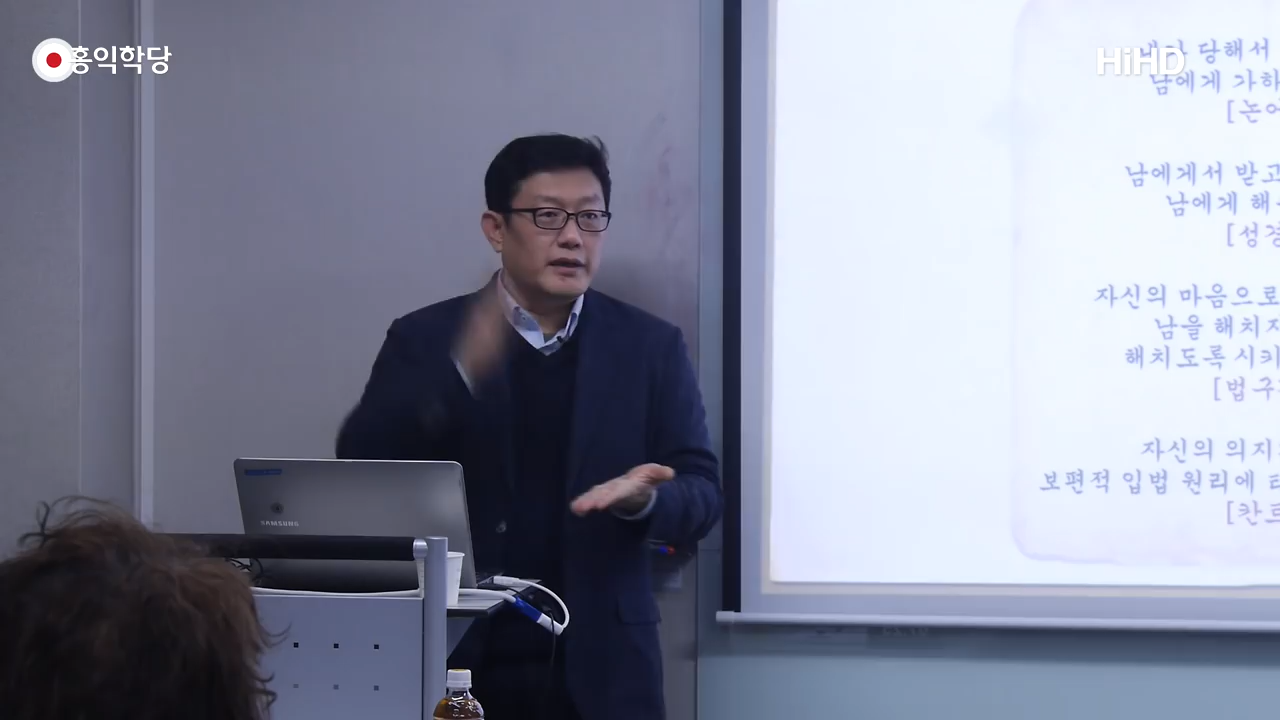 홍익학당
HiHD
당해서
남에게 가하
[논어
남에게서 받고
남에게 해
[성경
자신의 마음으로
남을 해치지
해치도록 시키
[법구
자신의 의지
보편적 입법 원리에
[칸트
SAMSUNG